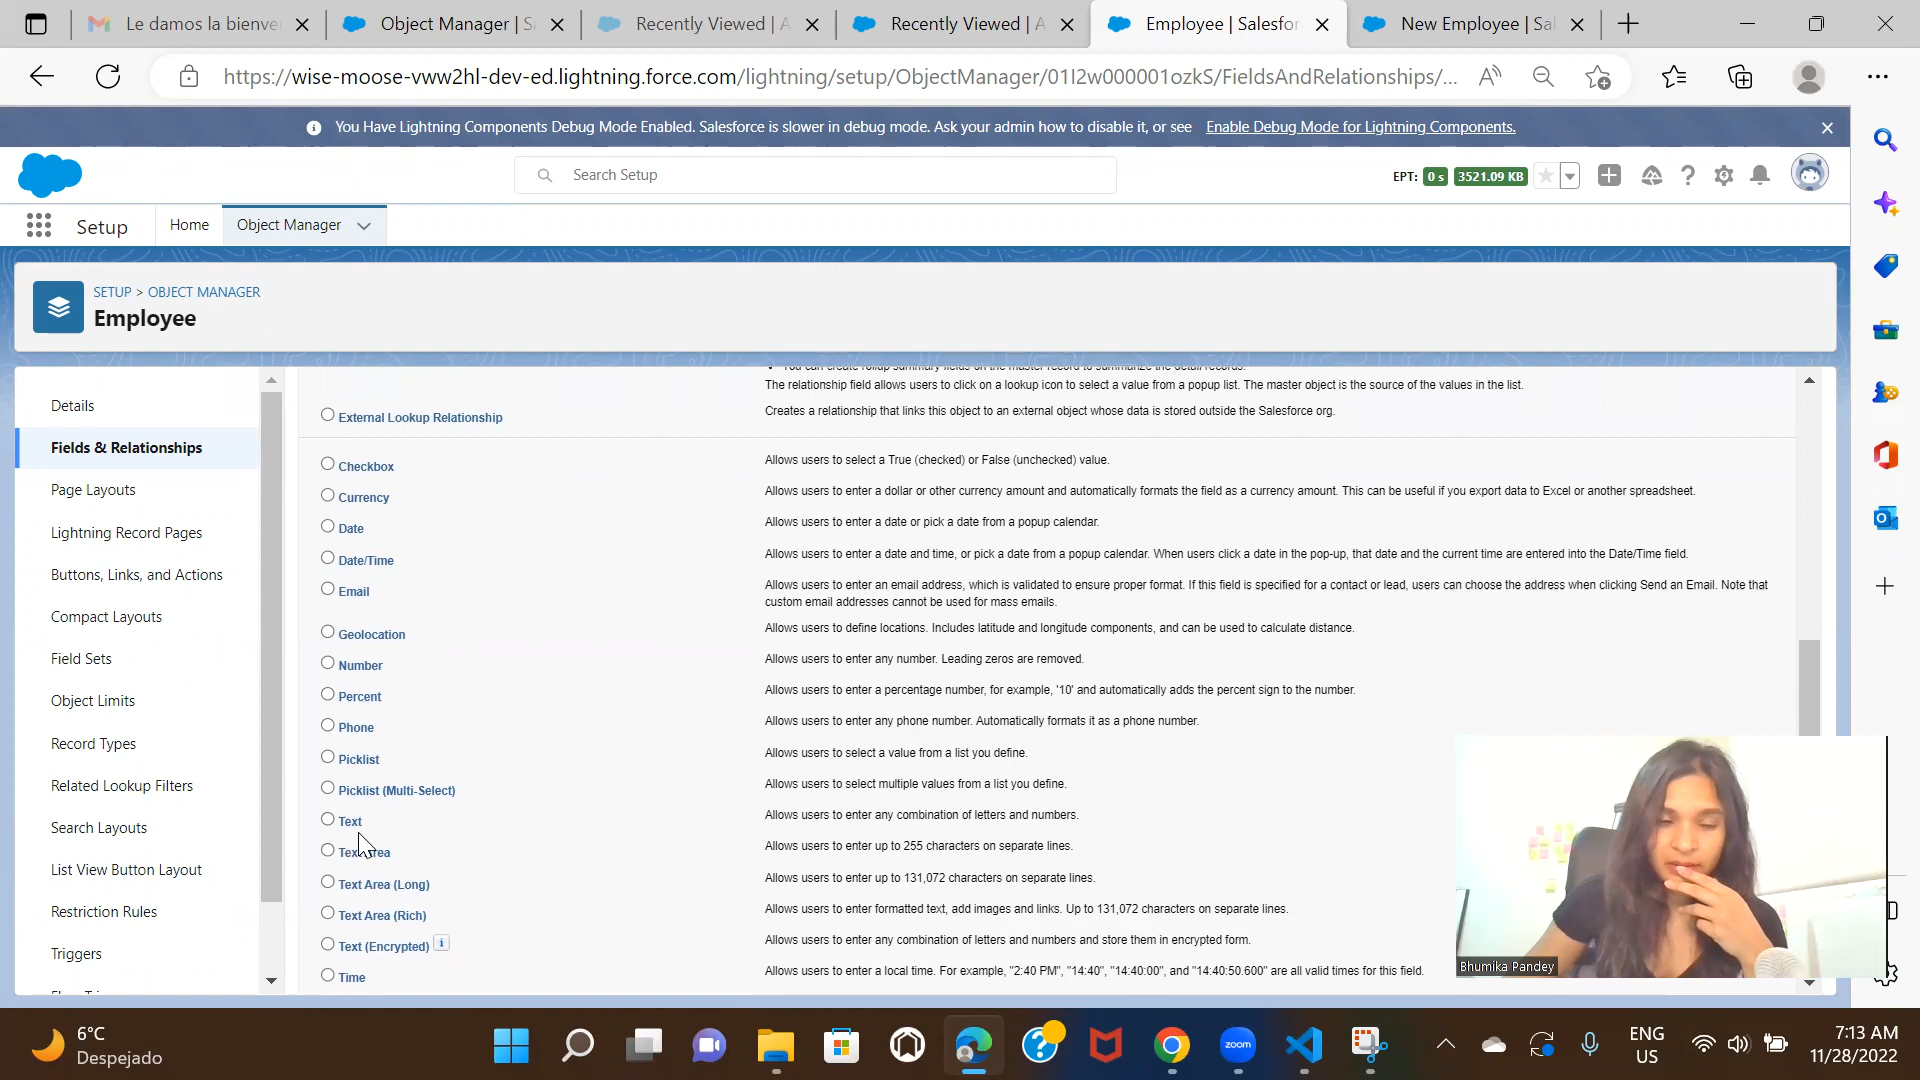 Le damos la bienve
Object Manager | S
Recently Viewed | A
Recently Viewed | A
Employee | Salesfor
New Employee | Sal
https://wise-moose-vww2hl-dev-ed.lightning.force.com/lightning/setup/ObjectManager/01I2w000001ozkS/FieldsAndRelationships/...
You Have Lightning Components Debug Mode Enabled. Salesforce is slower in debug mode. Ask your admin how to disable it, or see Enable Debug Mode for Lightning Components.
Search Setup
EPT: 0 s 3521.09 KB
Setup
Home
Object Manager
SETUP > OBJECT MANAGER
Employee
Details
Fields & Relationships
Page Layouts
Lightning Record Pages
Buttons, Links, and Actions
Compact Layouts
Field Sets
Object Limits
Record Types
Related Lookup Filters
Search Layouts
List View Button Layout
Restriction Rules
Triggers
You can create rollup summary fields on the master record to summarize the detail records.
The relationship field allows users to click on a lookup icon to select a value from a popup list. The master object is the source of the values in the list.
External Lookup Relationship
Creates a relationship that links this object to an external object whose data is stored outside the Salesforce org.
Checkbox
Allows users to select a True (checked) or False (unchecked) value.
Currency
Allows users to enter a dollar or other currency amount and automatically formats the field as a currency amount. This can be useful if you export data to Excel or another spreadsheet.
Date
Allows users to enter a date or pick a date from a popup calendar.
Date/Time
Allows users to enter a date and time, or pick a date from a popup calendar. When users click a date in the pop-up, that date and the current time are entered into the Date/Time field.
Email
Allows users to enter an email address, which is validated to ensure proper format. If this field is specified for a contact or lead, users can choose the address when clicking Send an Email. Note that
custom email addresses cannot be used for mass emails.
Geolocation
Allows users to define locations. Includes latitude and longitude components, and can be used to calculate distance.
Number
Allows users to enter any number. Leading zeros are removed.
Percent
Allows users to enter a percentage number, for example, '10' and automatically adds the percent sign to the number.
Phone
Allows users to enter any phone number. Automatically formats it as a phone number.
Picklist
Allows users to select a value from a list you define.
Picklist (Multi-Select)
Allows users to select multiple values from a list you define.
Text
Allows users to enter any combination of letters and numbers.
Text Area
Allows users to enter up to 255 characters on separate lines.
Text Area (Long)
Allows users to enter up to 131,072 characters on separate lines.
Text Area (Rich)
Allows users to enter formatted text, add images and links. Up to 131,072 characters on separate lines.
Text (Encrypted)
Allows users to enter any combination of letters and numbers and store them in encrypted form.
Time
Allows users to enter a local time. For example, "2:40 PM", "14:40", "14:40:00", and "14:40:50.600" are all valid times for this field.
Bhumika Pandey
6°C
Despejado
zoom
ENG
US
7:13 AM
11/28/2022